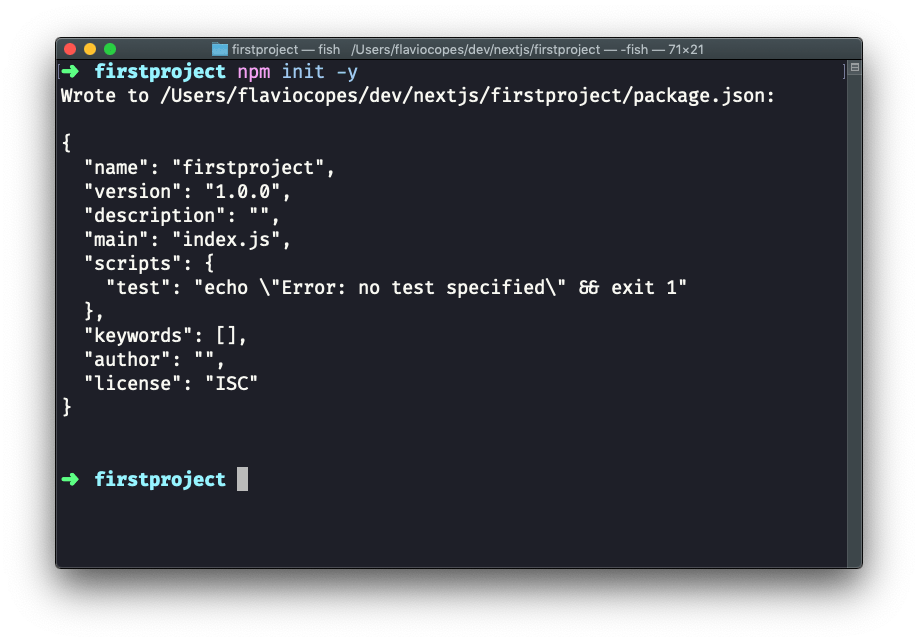 firstproject — fish   /Users/flaviocopes/dev/nextjs/firstproject — -fish — 71×21
➜  firstproject npm init -y
Wrote to /Users/flaviocopes/dev/nextjs/firstproject/package.json:

{
  "name": "firstproject",
  "version": "1.0.0",
  "description": "",
  "main": "index.js",
  "scripts": {
    "test": "echo \"Error: no test specified\" && exit 1"
  },
  "keywords": [],
  "author": "",
  "license": "ISC"
}

➜  firstproject